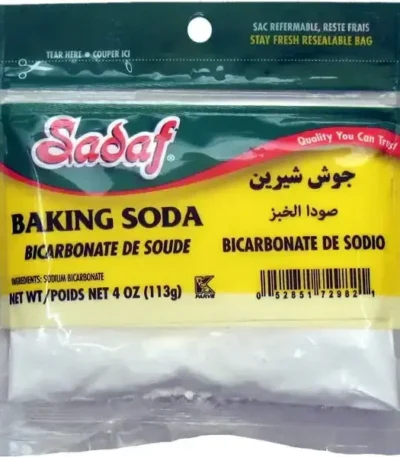 SAC REFERMABLE, RESTE FRAIS
STAY FRESH RESEALABLE BAG
TEAR HERE • COUPER ICI
Sadaf®
Quality You Can Trust
جوش شیرین
صودا الخبز
BAKING SODA
BICARBONATE DE SOUDE
BICARBONATE DE SODIO
INGREDIENTS: SODIUM BICARBONATE
NET WT/POIDS NET 4 OZ (113g)
K
PARVE
0 52851 72982 1